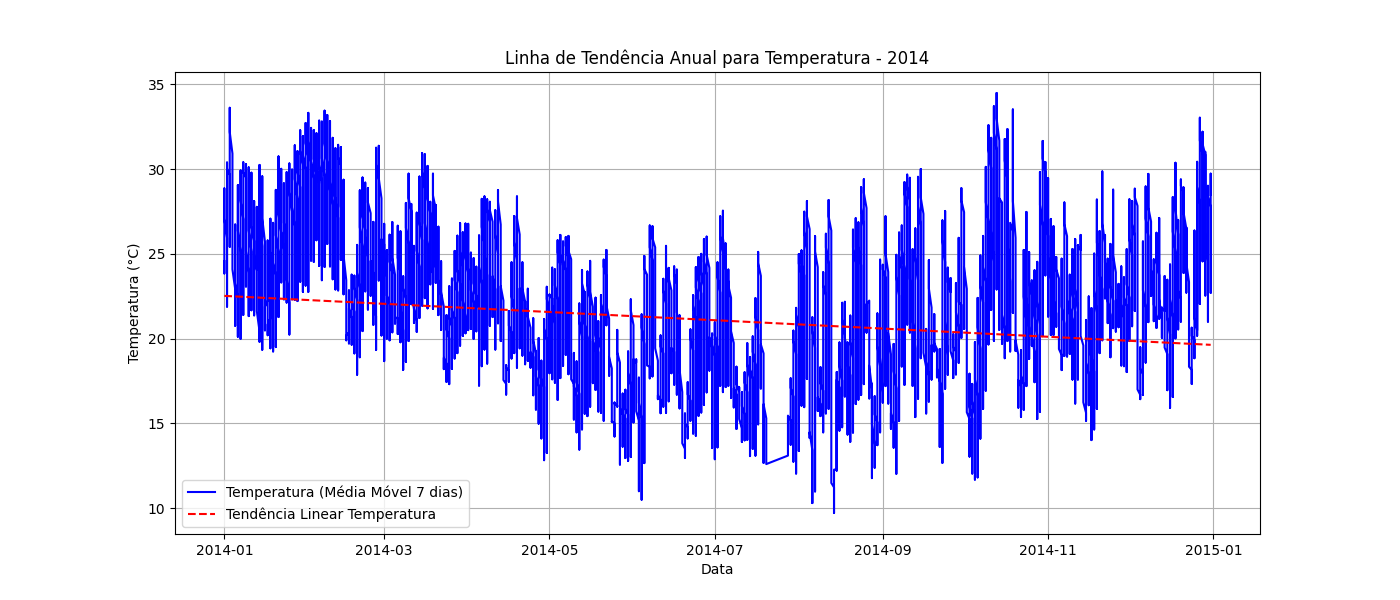 Linha de Tendência Anual para Temperatura - 2014
Temperatura (°C)
35
30
25
20
15
10
Temperatura (Média Móvel 7 dias)
Tendência Linear Temperatura
2014-01
2014-03
2014-05
2014-07
2014-09
2014-11
2015-01
Data